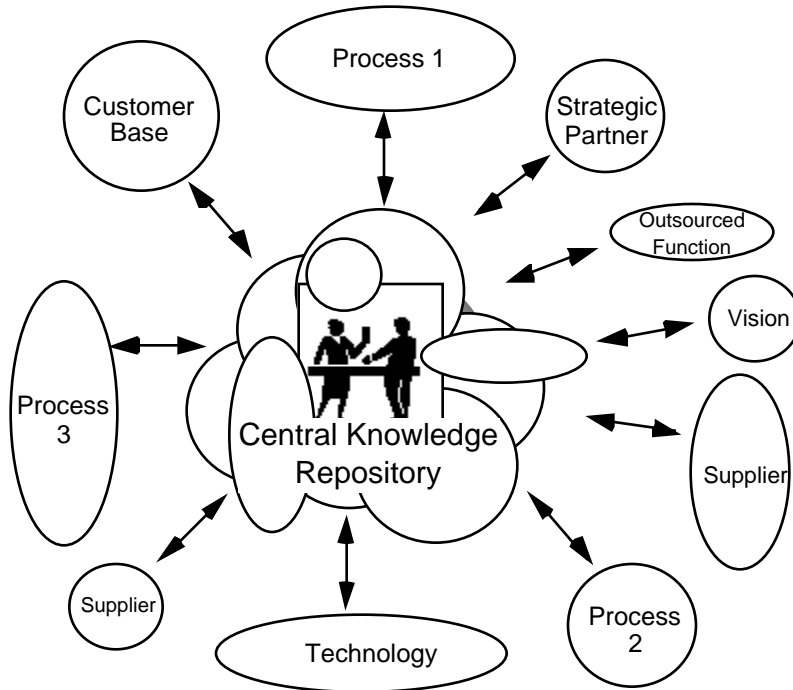 Process 1
Customer
Base
Strategic
Partner
Outsourced
Function
Vision
Process
3
Central Knowledge
Repository
Supplier
Supplier
Process
2
Technology